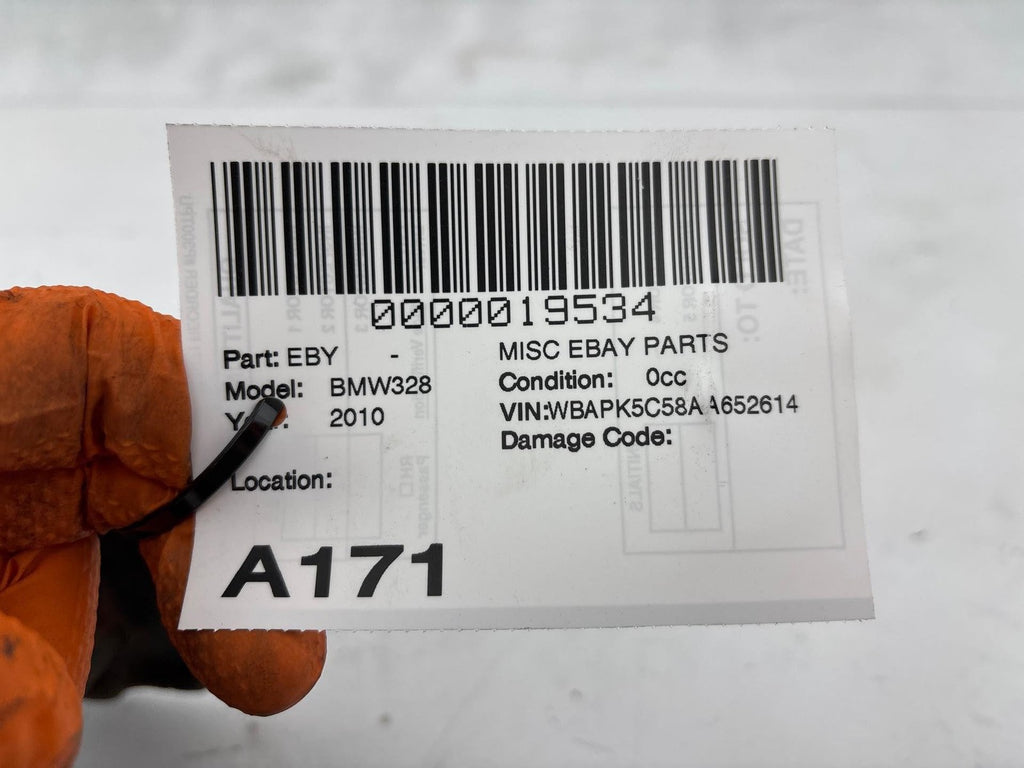 0000019534
Part: EBY - MISC EBAY PARTS
Model: BMW328 Condition: 0cc
2010 VIN:WBAPK5C58AA652614
Damage Code:
Location:
A171